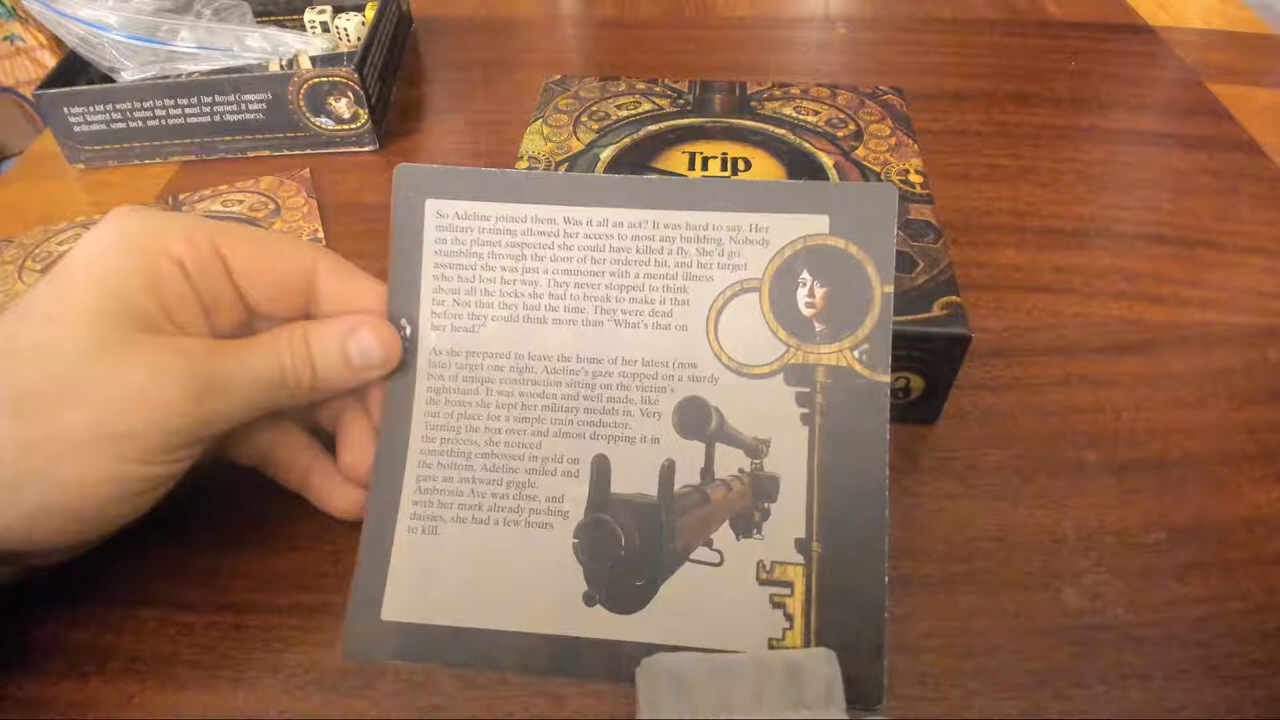 It takes a lot of work to get to the top of The Royal Company's
Most Wanted list. A status like that must be earned. It takes
dedication, some luck, and a good amount of slipperiness.
Trip
So Adeline joined them. Was it all an act? It was hard to say. Her
military training allowed her access to most any building. Nobody
on the planet suspected she could have killed a fly. She'd go
stumbling through the door of her ordered hit, and her target
assumed she was just a commoner with a mental illness
who had lost her way. They never stopped to think
about all the locks she had to break to make it that
far. Not that they had the time. They were dead
before they could think more than "What's that on
her head?"
As she prepared to leave the home of her latest (now
late) target one night, Adeline's gaze stopped on a sturdy
box of unique construction sitting on the victim's
nightstand. It was wooden and well made, like
the boxes she kept her military medals in. Very
out of place for a simple train conductor.
Turning the box over and almost dropping it in
the process, she noticed
something embossed in gold on
the bottom. Adeline smiled and
gave an awkward giggle.
Ambrosia Ave was close, and
with her mark already pushing
daisies, she had a few hours
to kill.